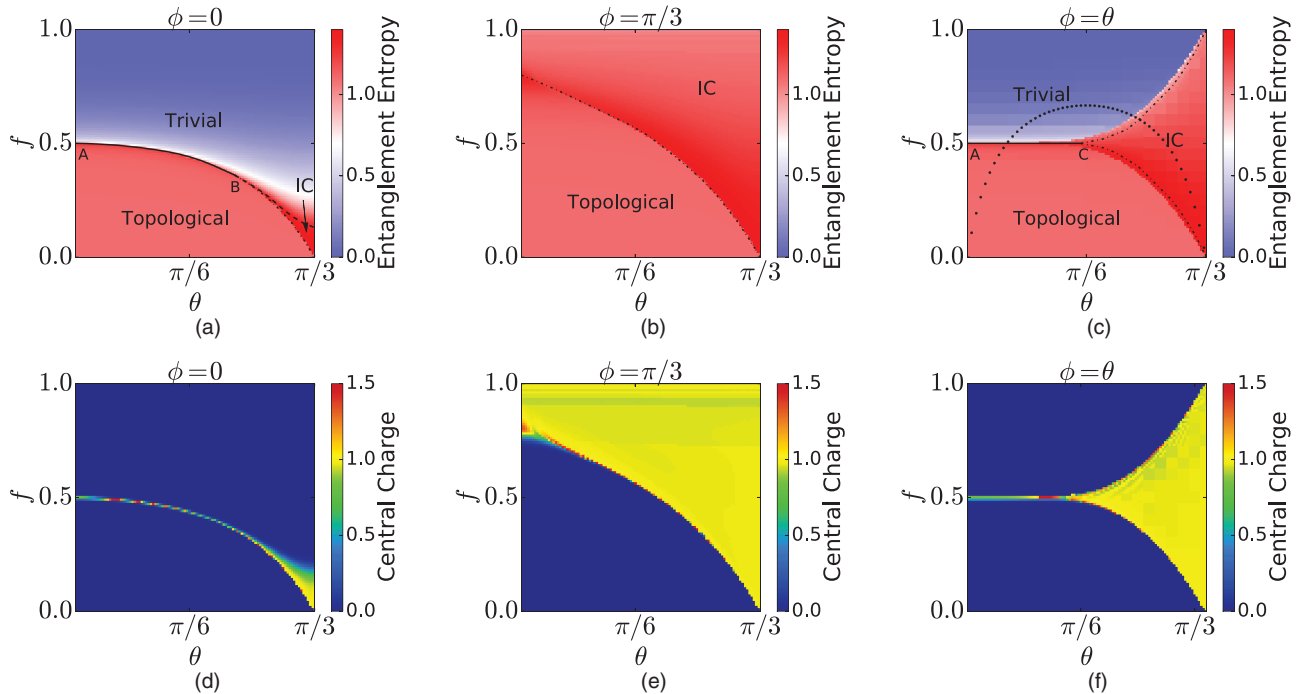 ϕ=0
1.0
0.5
0.0
f
Trivial
A
B
IC
Topological
π/6
π/3
θ
1.0
0.5
0.0
Entanglement Entropy
(a)
ϕ=π/3
1.0
0.5
0.0
f
IC
Topological
π/6
π/3
θ
1.0
0.5
0.0
Entanglement Entropy
(b)
ϕ=θ
1.0
0.5
0.0
f
Trivial
A
C
IC
Topological
π/6
π/3
θ
1.0
0.5
0.0
Entanglement Entropy
(c)
ϕ=0
1.0
0.5
0.0
f
π/6
π/3
θ
1.5
1.0
0.5
0.0
Central Charge
(d)
ϕ=π/3
1.0
0.5
0.0
f
π/6
π/3
θ
1.5
1.0
0.5
0.0
Central Charge
(e)
ϕ=θ
1.0
0.5
0.0
f
π/6
π/3
θ
1.5
1.0
0.5
0.0
Central Charge
(f)